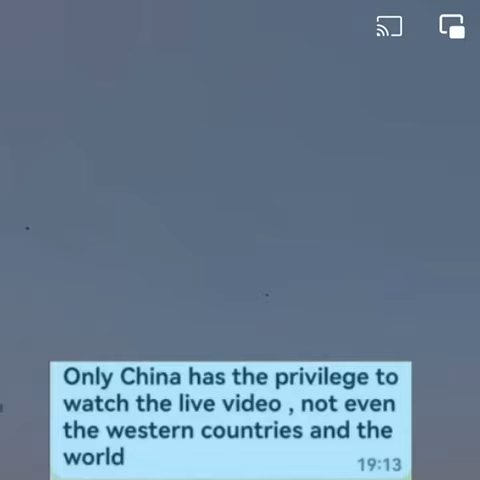 Only China has the privilege to
watch the live video , not even
the western countries and the
world
19:13